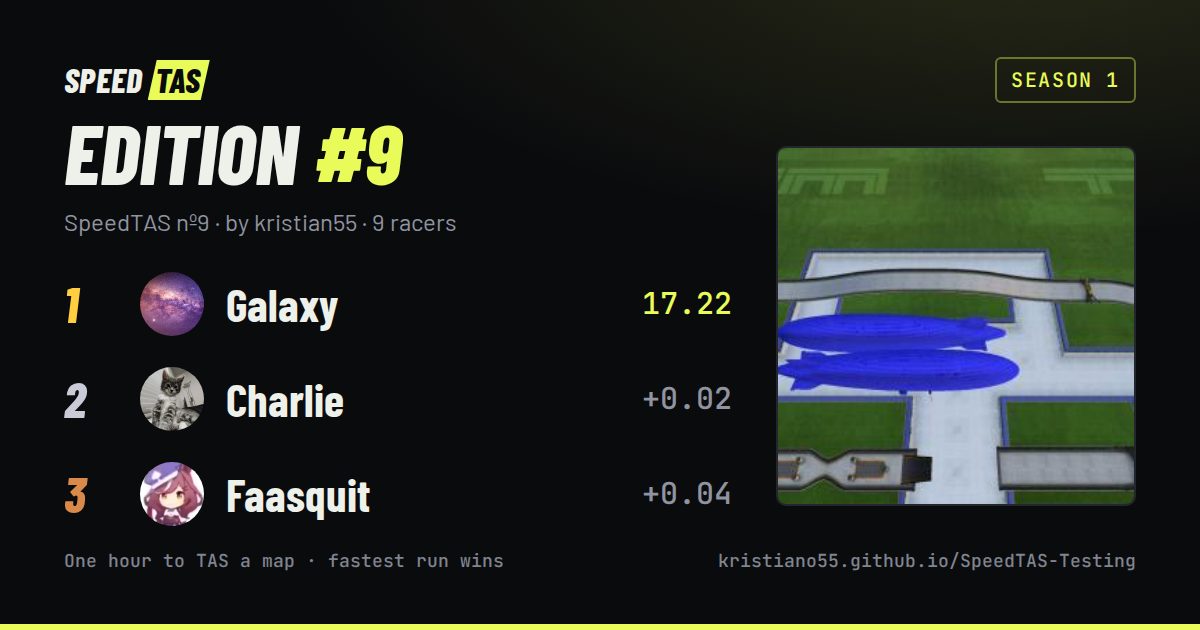 SPEED TAS
SEASON 1
EDITION #9
SpeedTAS nº9 · by kristian55 · 9 racers
1 Galaxy 17.22
2 Charlie +0.02
3 Faasquit +0.04
One hour to TAS a map · fastest run wins
kristiano55.github.io/SpeedTAS-Testing